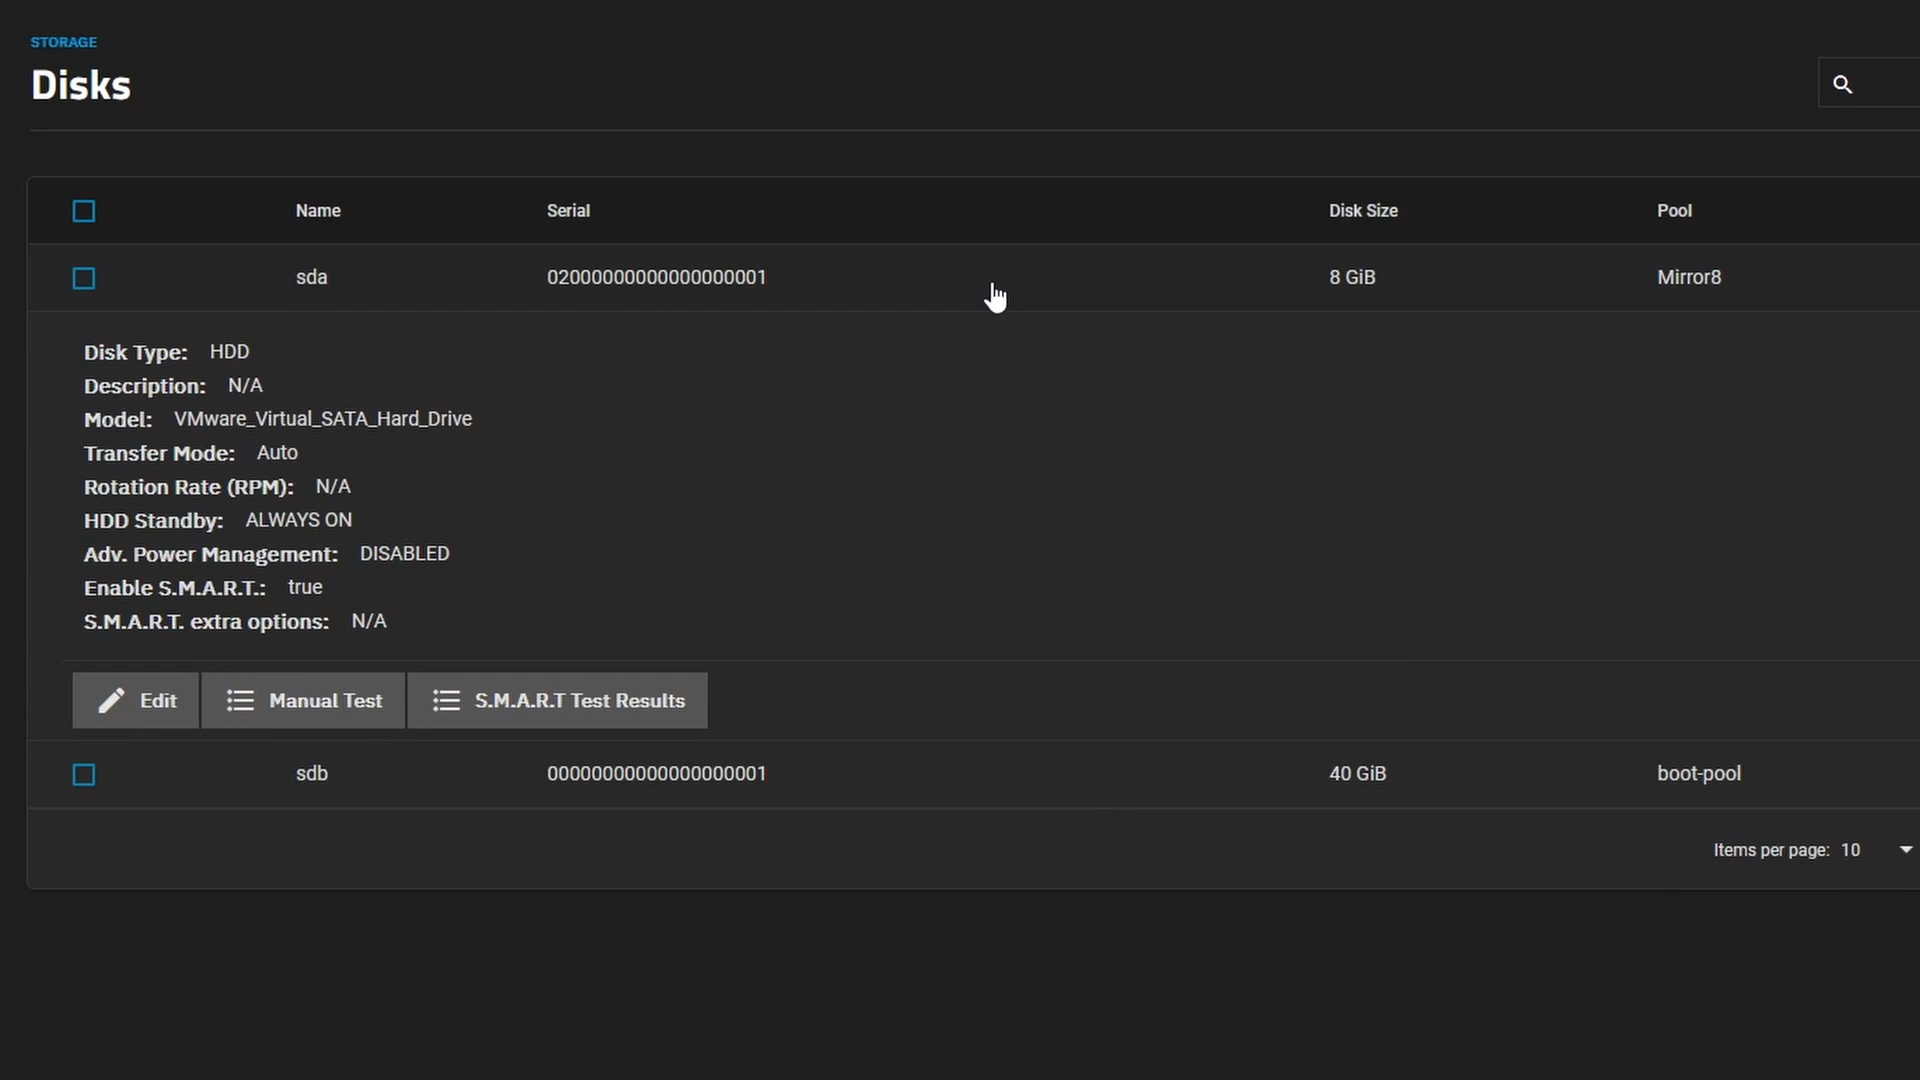 STORAGE
Disks
Name Serial Disk Size Pool
sda 02000000000000000001 8 GiB Mirror8
Disk Type: HDD
Description: N/A
Model: VMware_Virtual_SATA_Hard_Drive
Transfer Mode: Auto
Rotation Rate (RPM): N/A
HDD Standby: ALWAYS ON
Adv. Power Management: DISABLED
Enable S.M.A.R.T.: true
S.M.A.R.T. extra options: N/A
Edit Manual Test S.M.A.R.T Test Results
sdb 00000000000000000001 40 GiB boot-pool
Items per page: 10